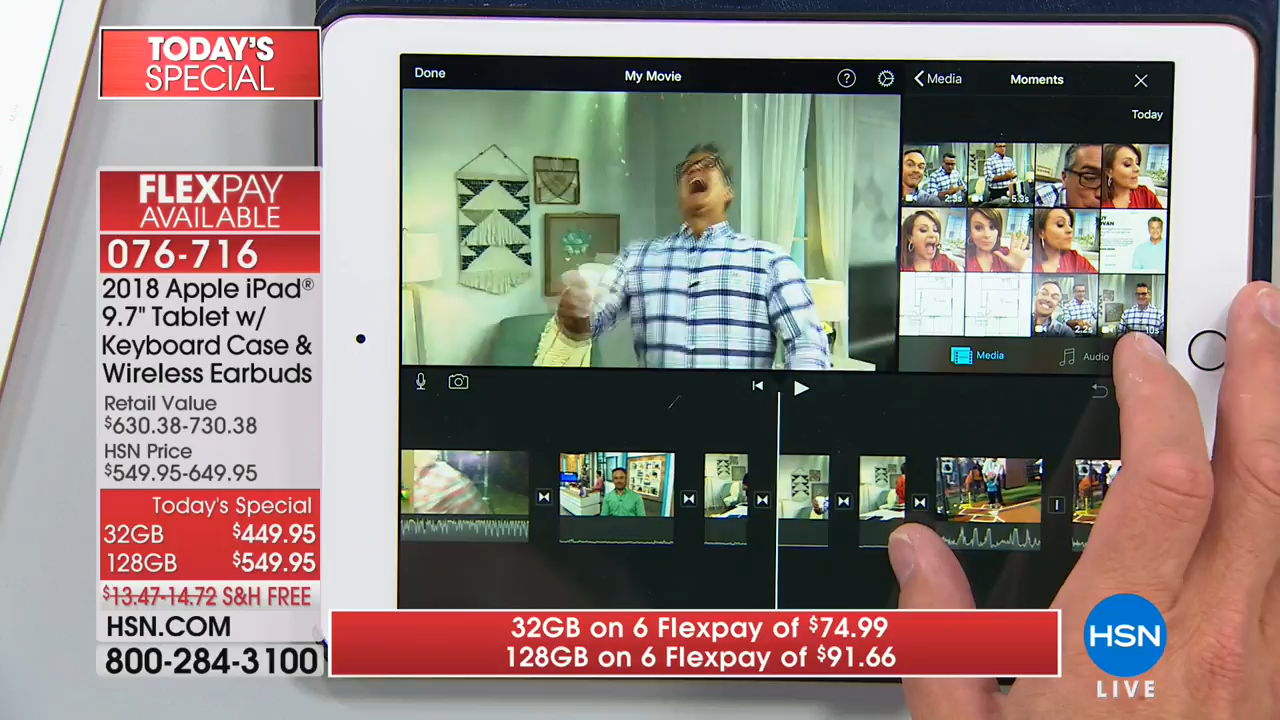 TODAY'S
SPECIAL
FLEXPAY
AVAILABLE
076-716
2018 Apple iPad®
9.7" Tablet w/
Keyboard Case &
Wireless Earbuds
Retail Value
$630.38-730.38
HSN Price
$549.95-649.95
Today's Special
32GB $449.95
128GB $549.95
$13.47-14.72 S&H FREE
HSN.COM
800-284-3100
Done
My Movie
?
Media
Moments
Today
2.3s
5.3s
Media
Audio
32GB on 6 Flexpay of $74.99
128GB on 6 Flexpay of $91.66
HSN
LIVE